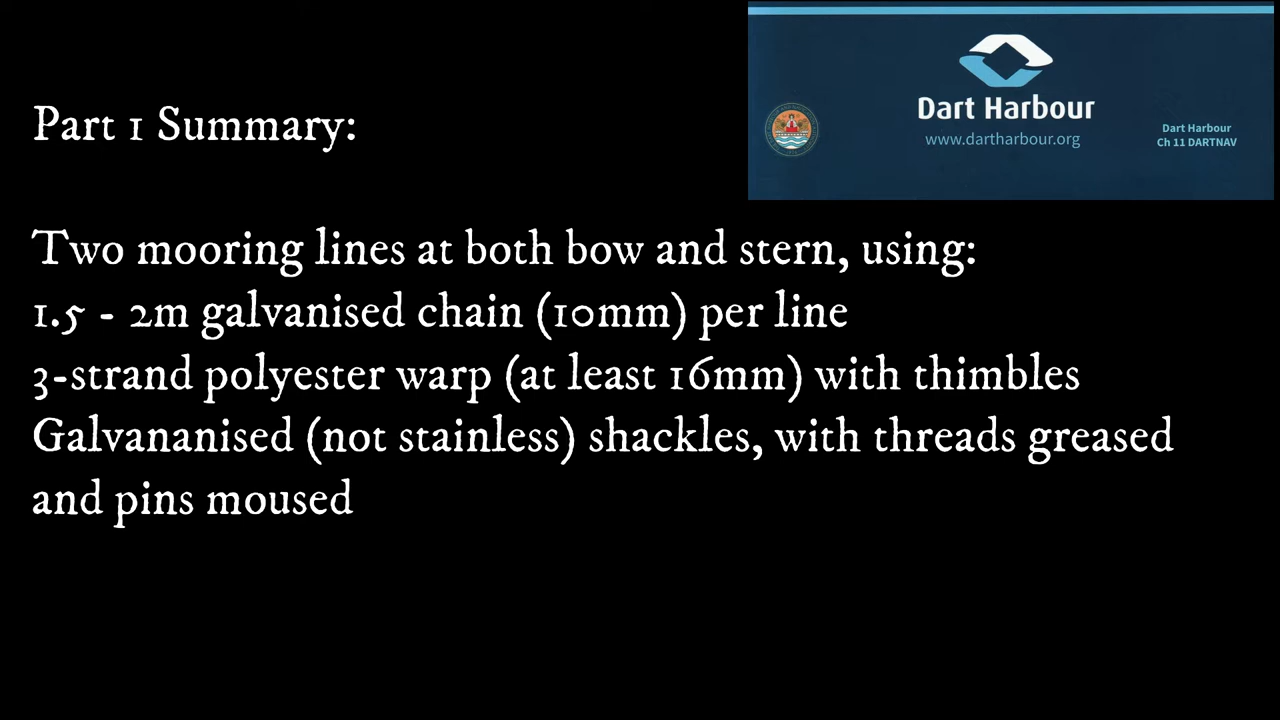 Part 1 Summary:
Dart Harbour
www.dartharbour.org
Dart Harbour
Ch 11 DARTNAV
Two mooring lines at both bow and stern, using:
1.5 - 2m galvanised chain (10mm) per line
3-strand polyester warp (at least 16mm) with thimbles
Galvananised (not stainless) shackles, with threads greased
and pins moused